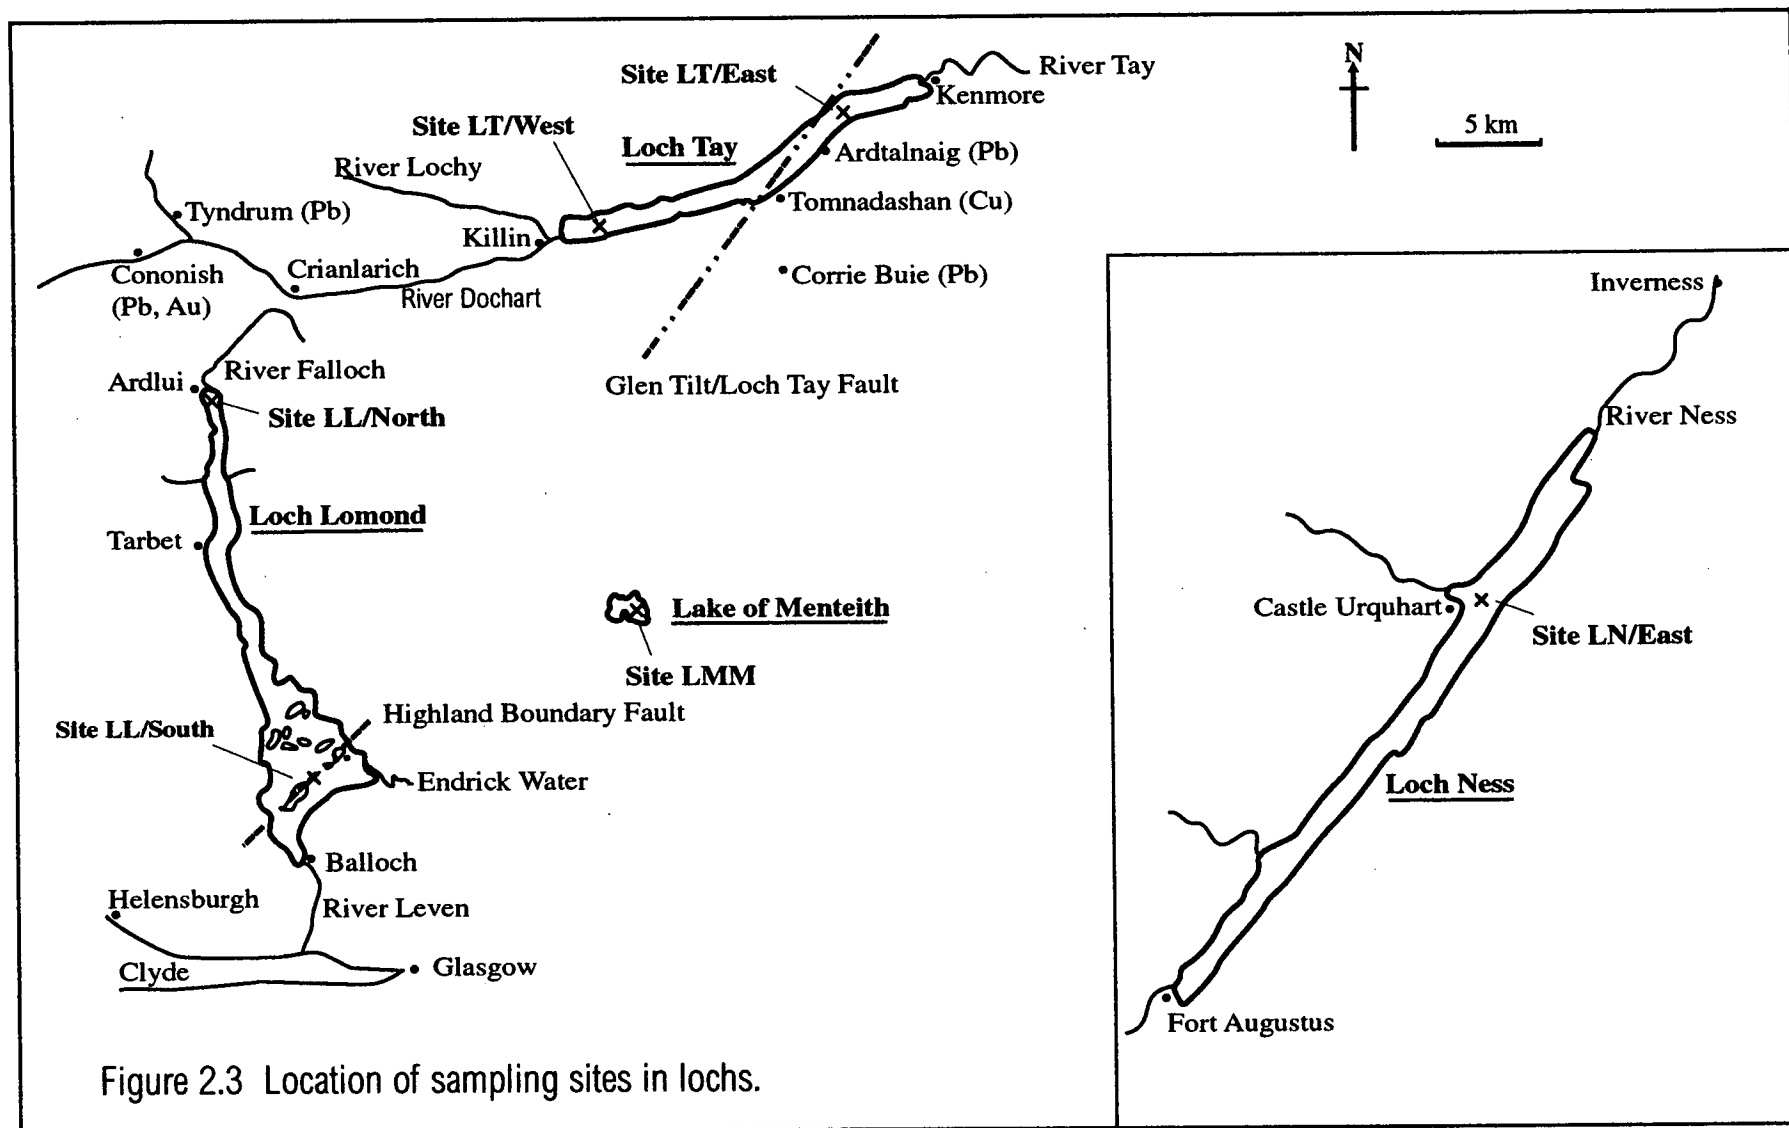 Site LT/East
River Tay
N
Kenmore
5 km
Site LT/West
Loch Tay
Ardtalnaig (Pb)
River Lochy
Tyndrum (Pb)
Tomnadashan (Cu)
Killin
Cononish
(Pb, Au)
Crianlarich
River Dochart
Corrie Buie (Pb)
Inverness
Ardlui
River Falloch
Glen Tilt/Loch Tay Fault
Site LL/North
River Ness
Loch Lomond
Tarbet
Lake of Menteith
Castle Urquhart
Site LN/East
Site LMM
Site LL/South
Highland Boundary Fault
Endrick Water
Loch Ness
Balloch
Helensburgh
River Leven
Clyde
Glasgow
Fort Augustus
Figure 2.3 Location of sampling sites in lochs.